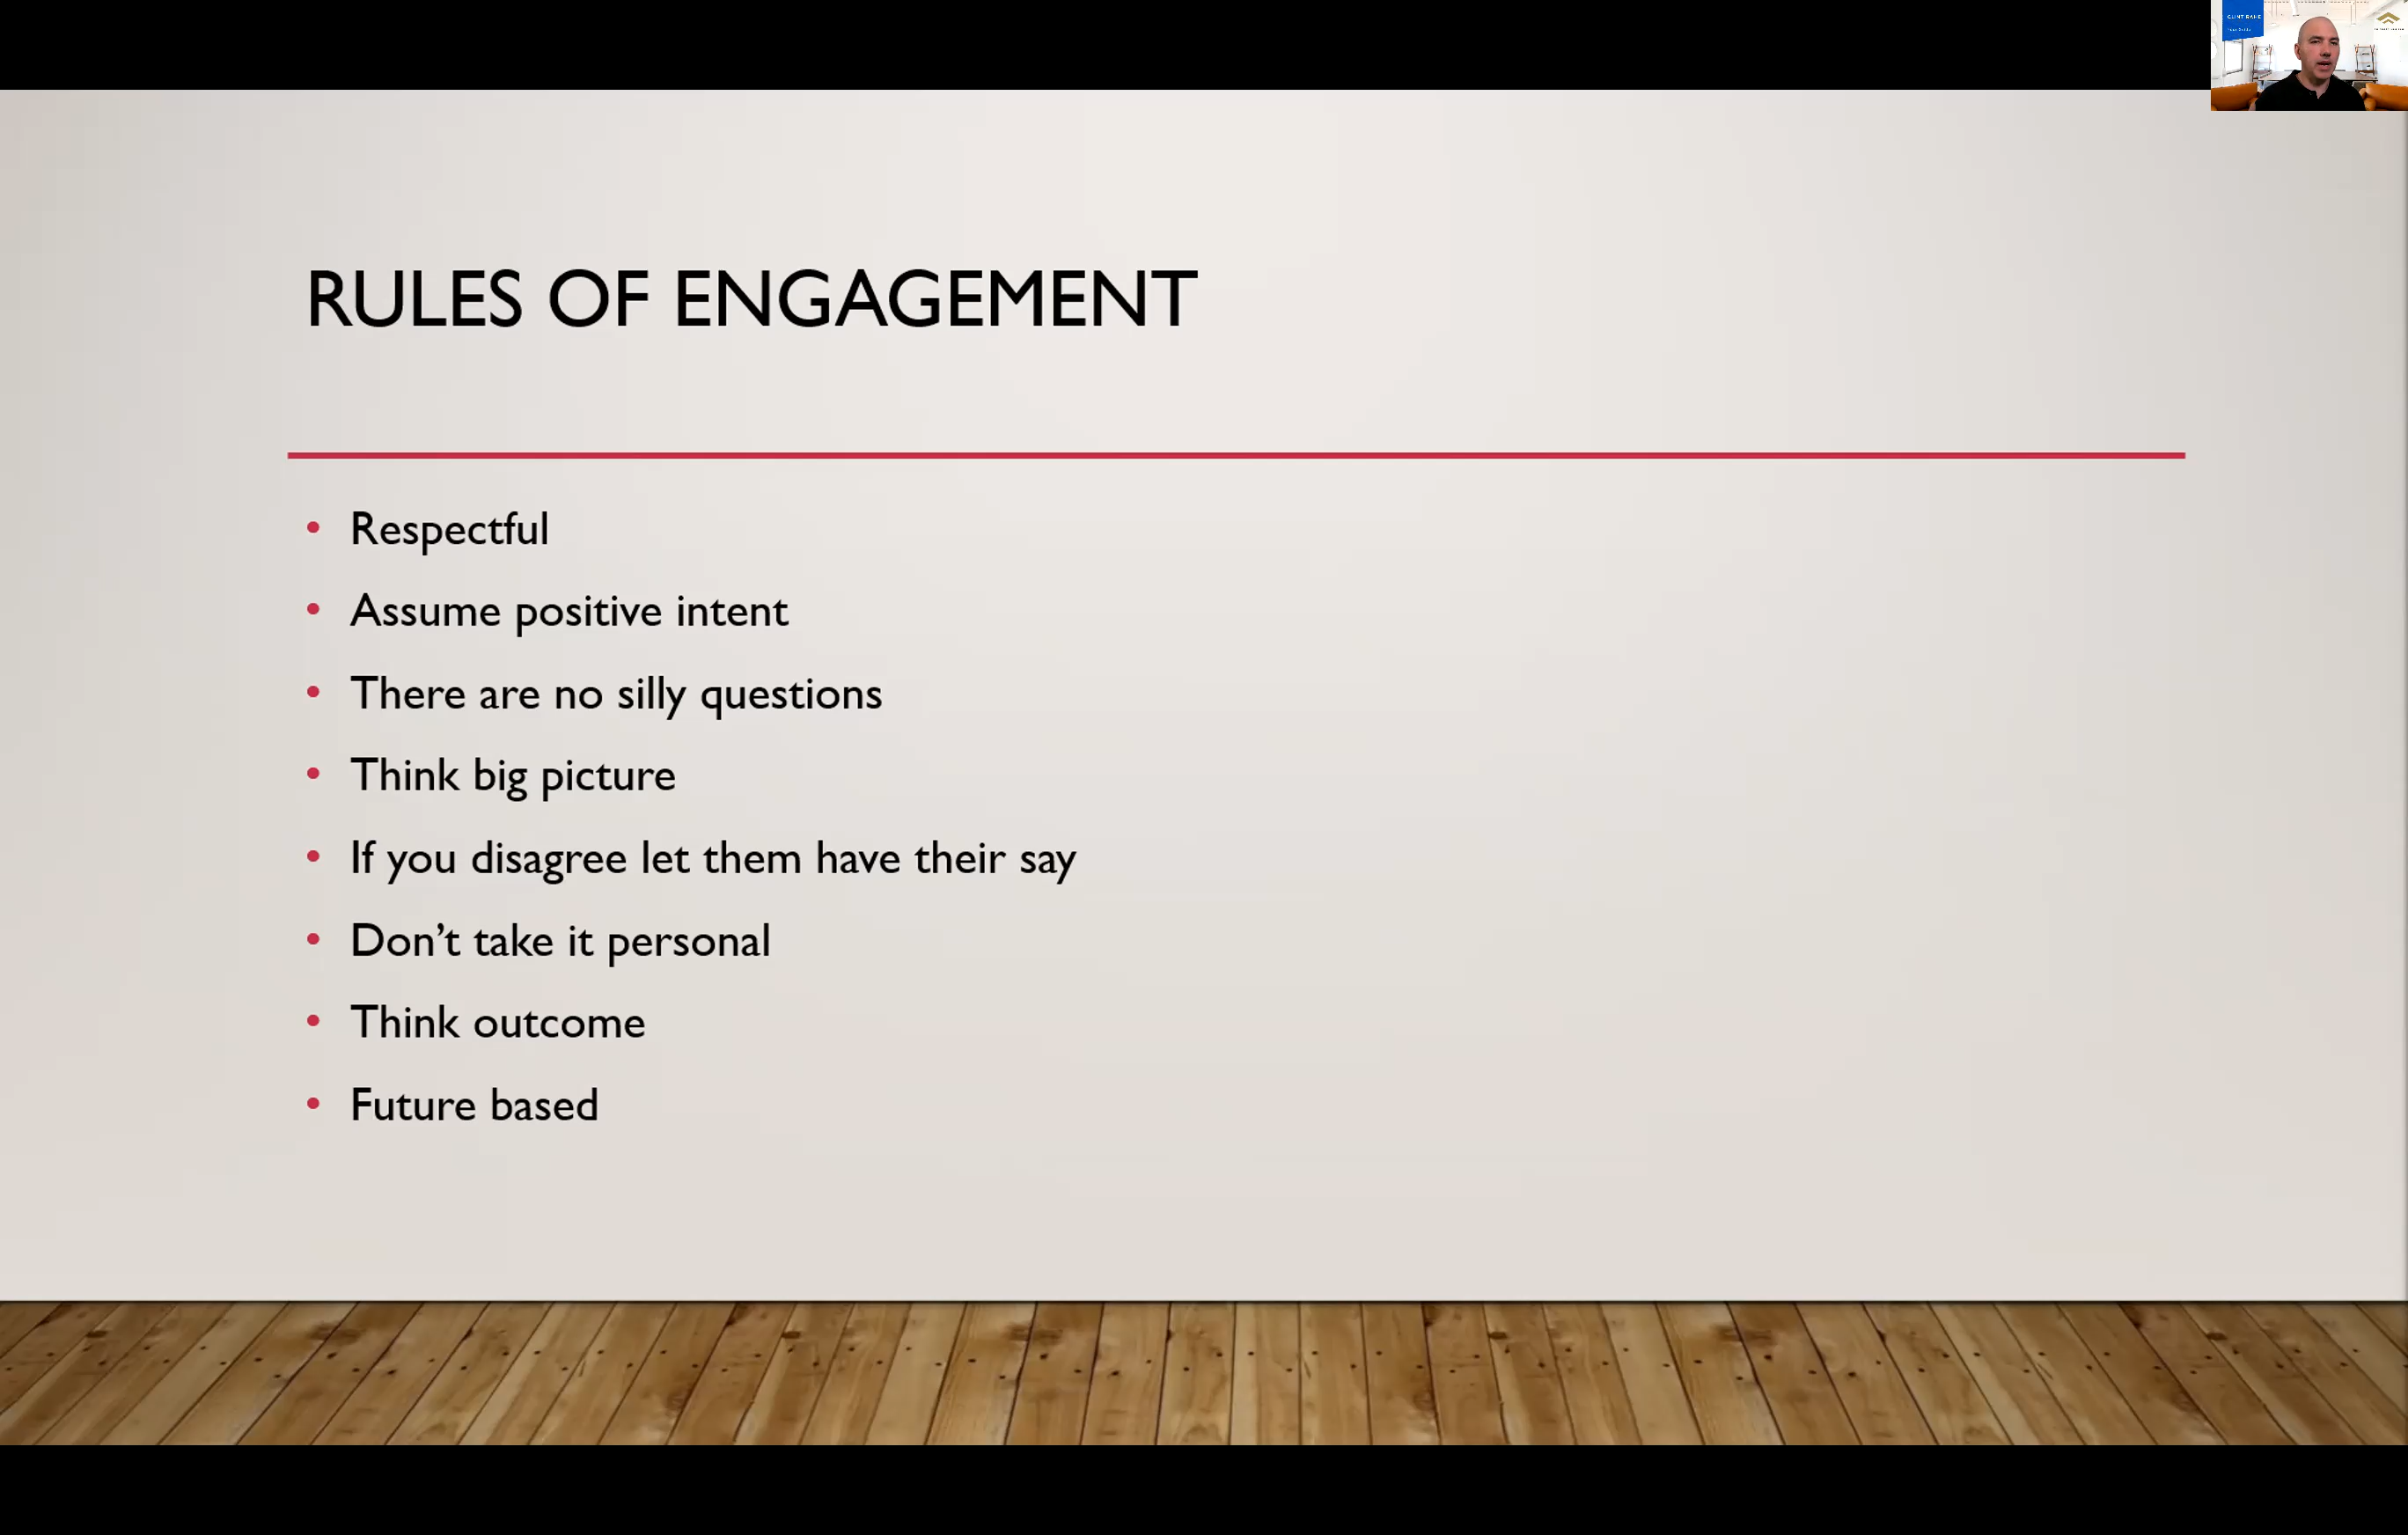 RULES OF ENGAGEMENT
• Respectful
• Assume positive intent
• There are no silly questions
• Think big picture
• If you disagree let them have their say
• Don’t take it personal
• Think outcome
• Future based